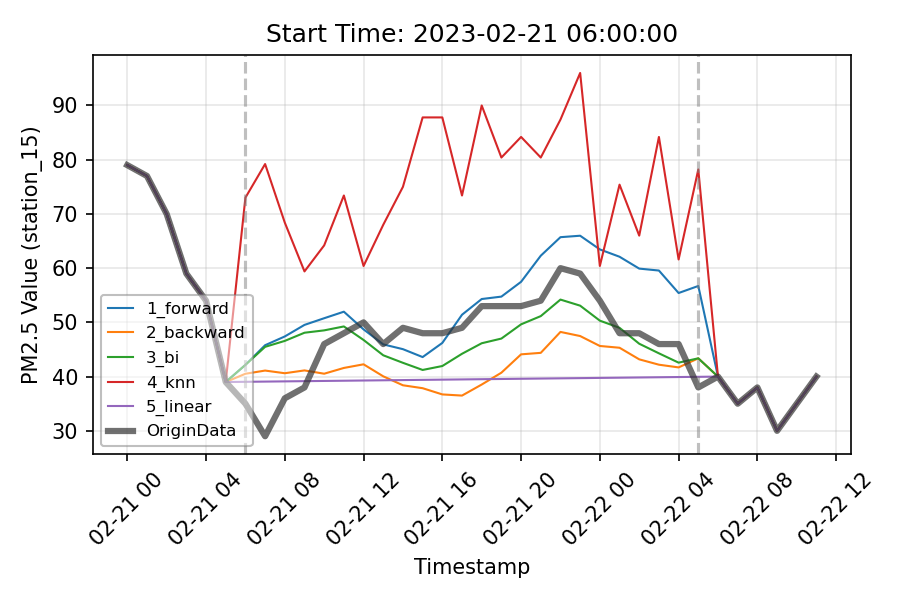 Start Time: 2023-02-21 06:00:00
PM2.5 Value (station_15)
90
80
70
60
50
40
30
1_forward
2_backward
3_bi
4_knn
5_linear
OriginData
02-21 00
02-21 04
02-21 08
02-21 12
02-21 16
02-21 20
02-22 00
02-22 04
02-22 08
02-22 12
Timestamp